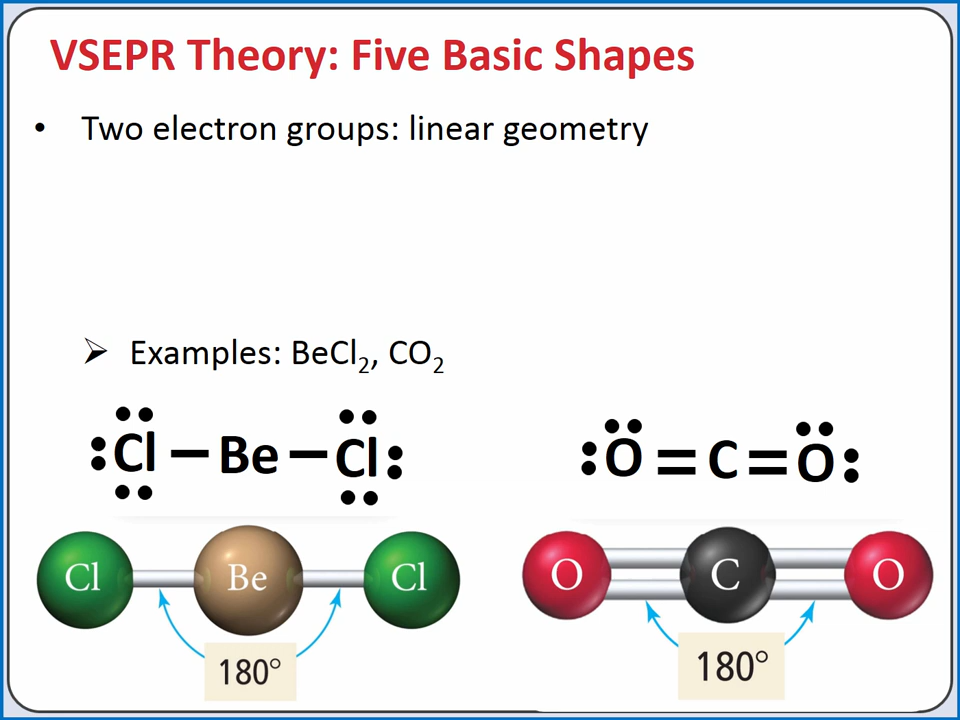 VSEPR Theory: Five Basic Shapes
• Two electron groups: linear geometry
➢ Examples: BeCl₂, CO₂
:Cl – Be – Cl: :O = C = O:
Cl Be Cl O C O
180° 180°